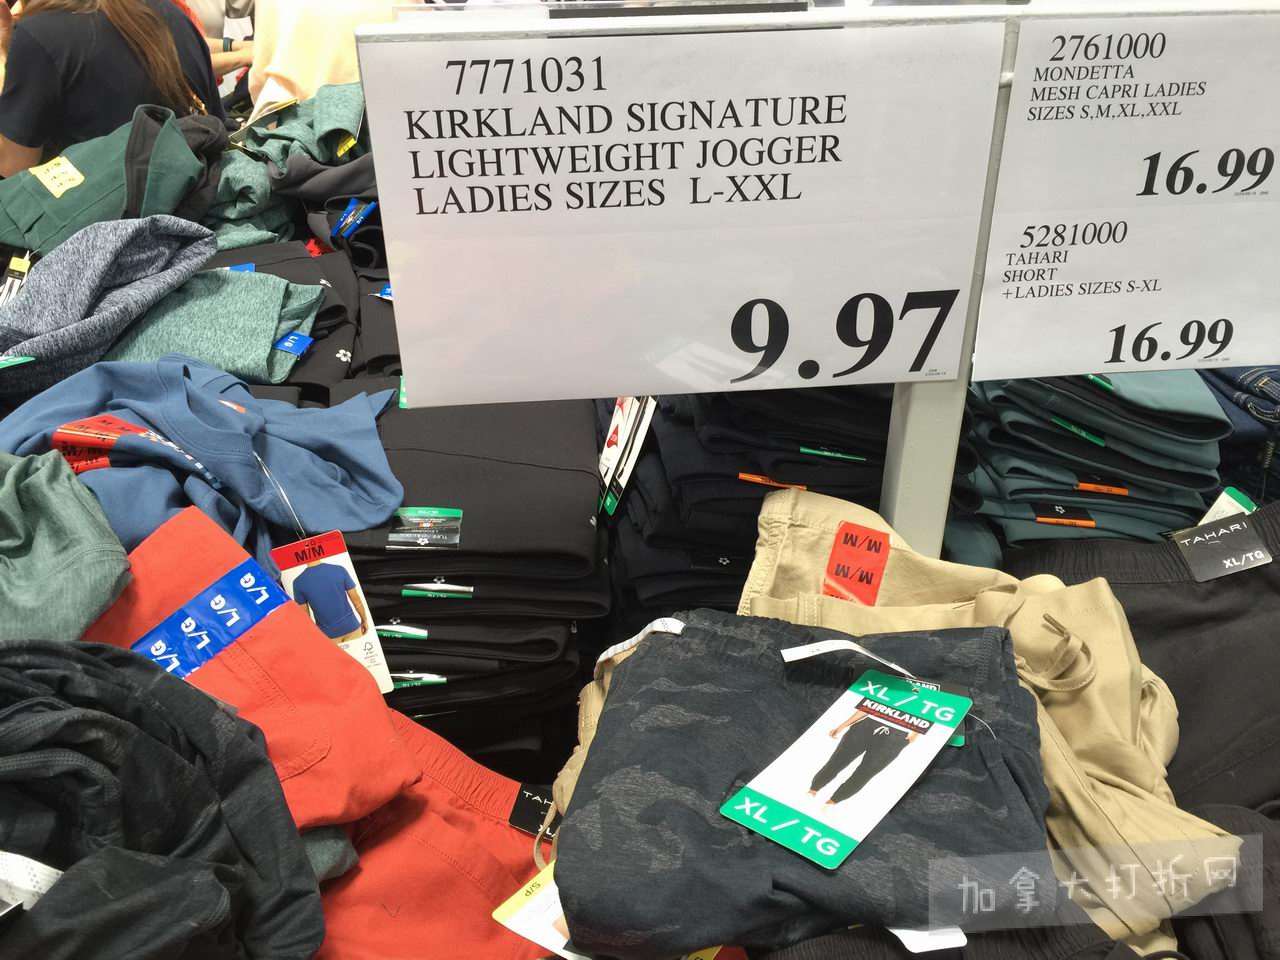 7771031
KIRKLAND SIGNATURE
LIGHTWEIGHT JOGGER
LADIES SIZES L-XXL
9.97
2761000
MONDETTA
MESH CAPRI LADIES
SIZES S,M,XL,XXL
16.99
5281000
TAHARI
SHORT
+LADIES SIZES S-XL
16.99
L/G
M/M
M/M
L/G
L/G
L/G
M/M
M/M
TAHARI
XL/TG
XL / TG
KIRKLAND
XL / TG
S/P
加拿大打折网